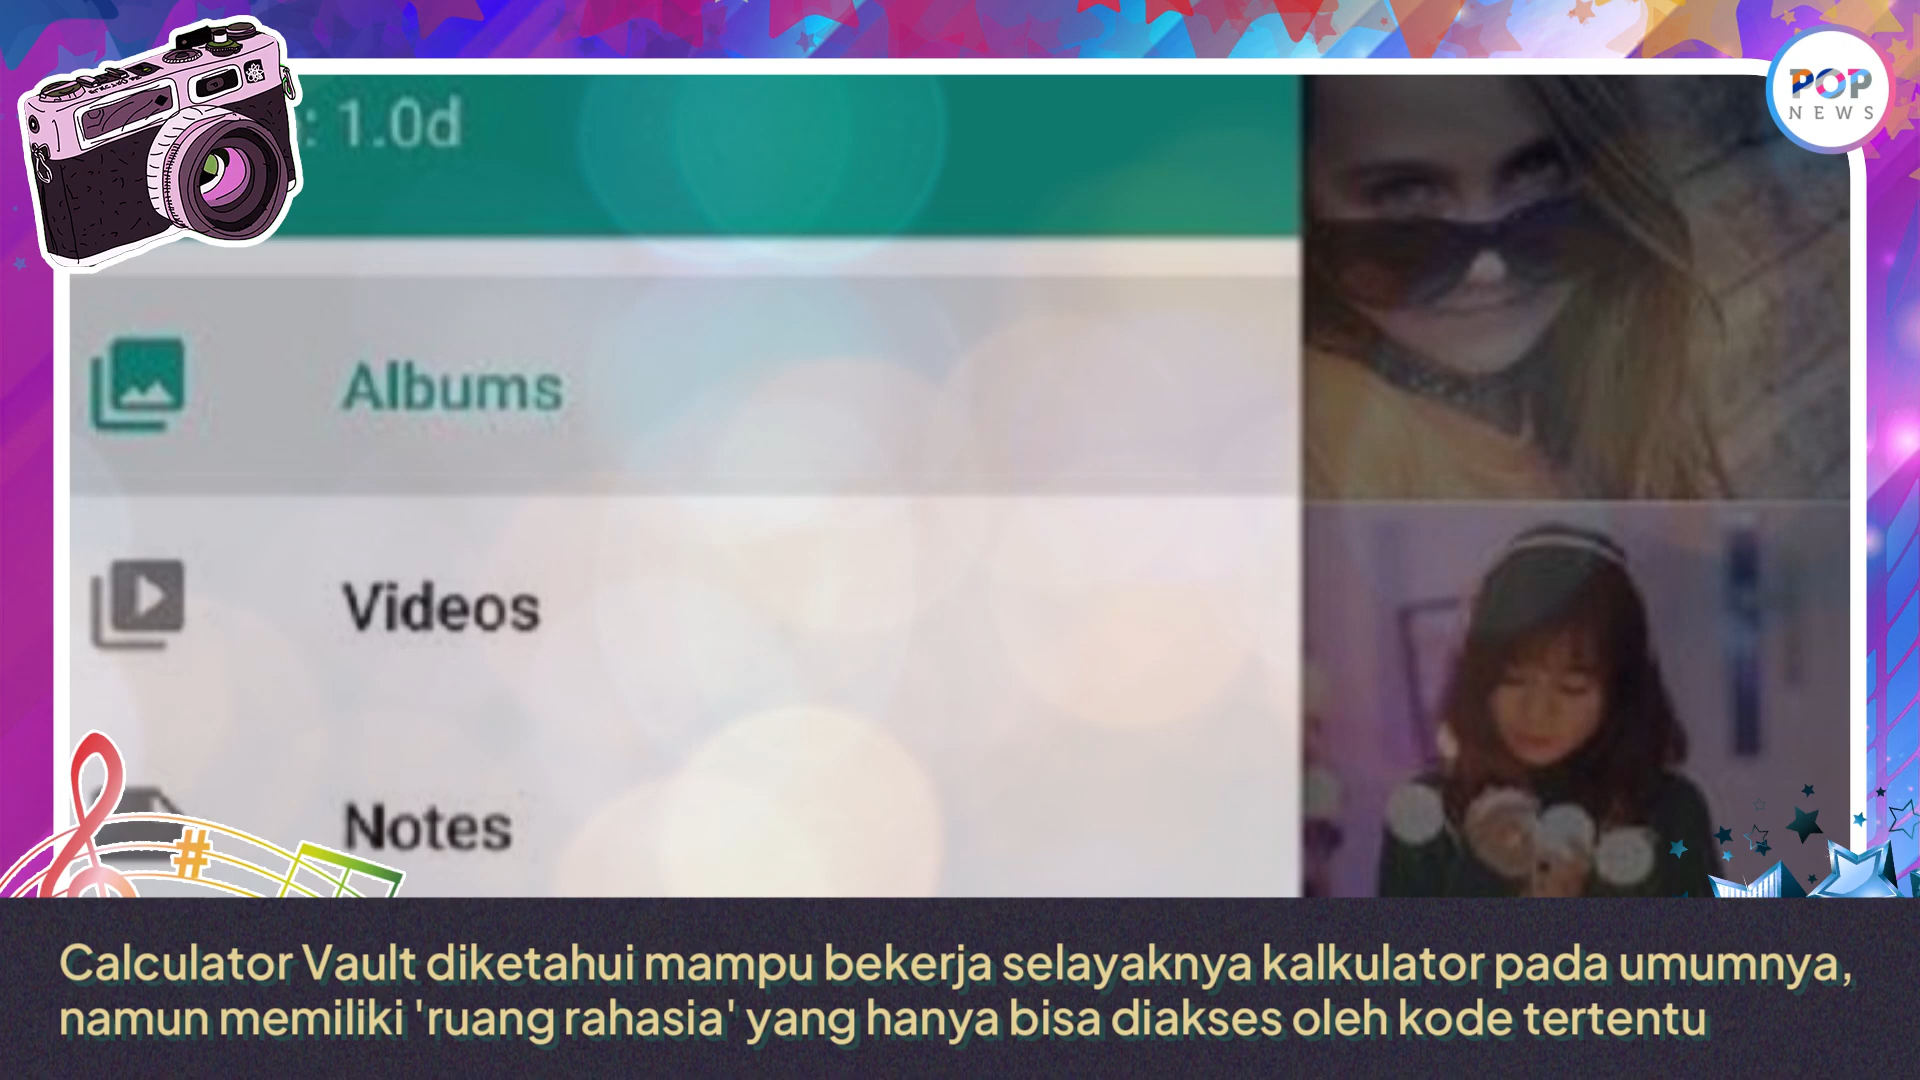 POP
NEWS
: 1.0d
Albums
Videos
Notes
Calculator Vault diketahui mampu bekerja selayaknya kalkulator pada umumnya,
namun memiliki 'ruang rahasia' yang hanya bisa diakses oleh kode tertentu